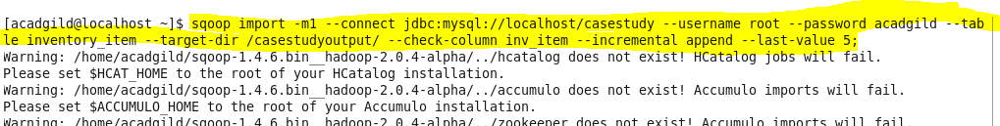 [acadgild@localhost ~]$ sqoop import -m1 --connect jdbc:mysql://localhost/casestudy --username root --password acadgild --tab
le inventory_item --target-dir /casestudyoutput/ --check-column inv_item --incremental append --last-value 5;
Warning: /home/acadgild/sqoop-1.4.6.bin__hadoop-2.0.4-alpha/../hcatalog does not exist! HCatalog jobs will fail.
Please set $HCAT_HOME to the root of your HCatalog installation.
Warning: /home/acadgild/sqoop-1.4.6.bin__hadoop-2.0.4-alpha/../accumulo does not exist! Accumulo imports will fail.
Please set $ACCUMULO_HOME to the root of your Accumulo installation.
Warning: /home/acadgild/sqoop-1.4.6.bin__hadoop-2.0.4-alpha/../zookeeper does not exist! Accumulo imports will fail.